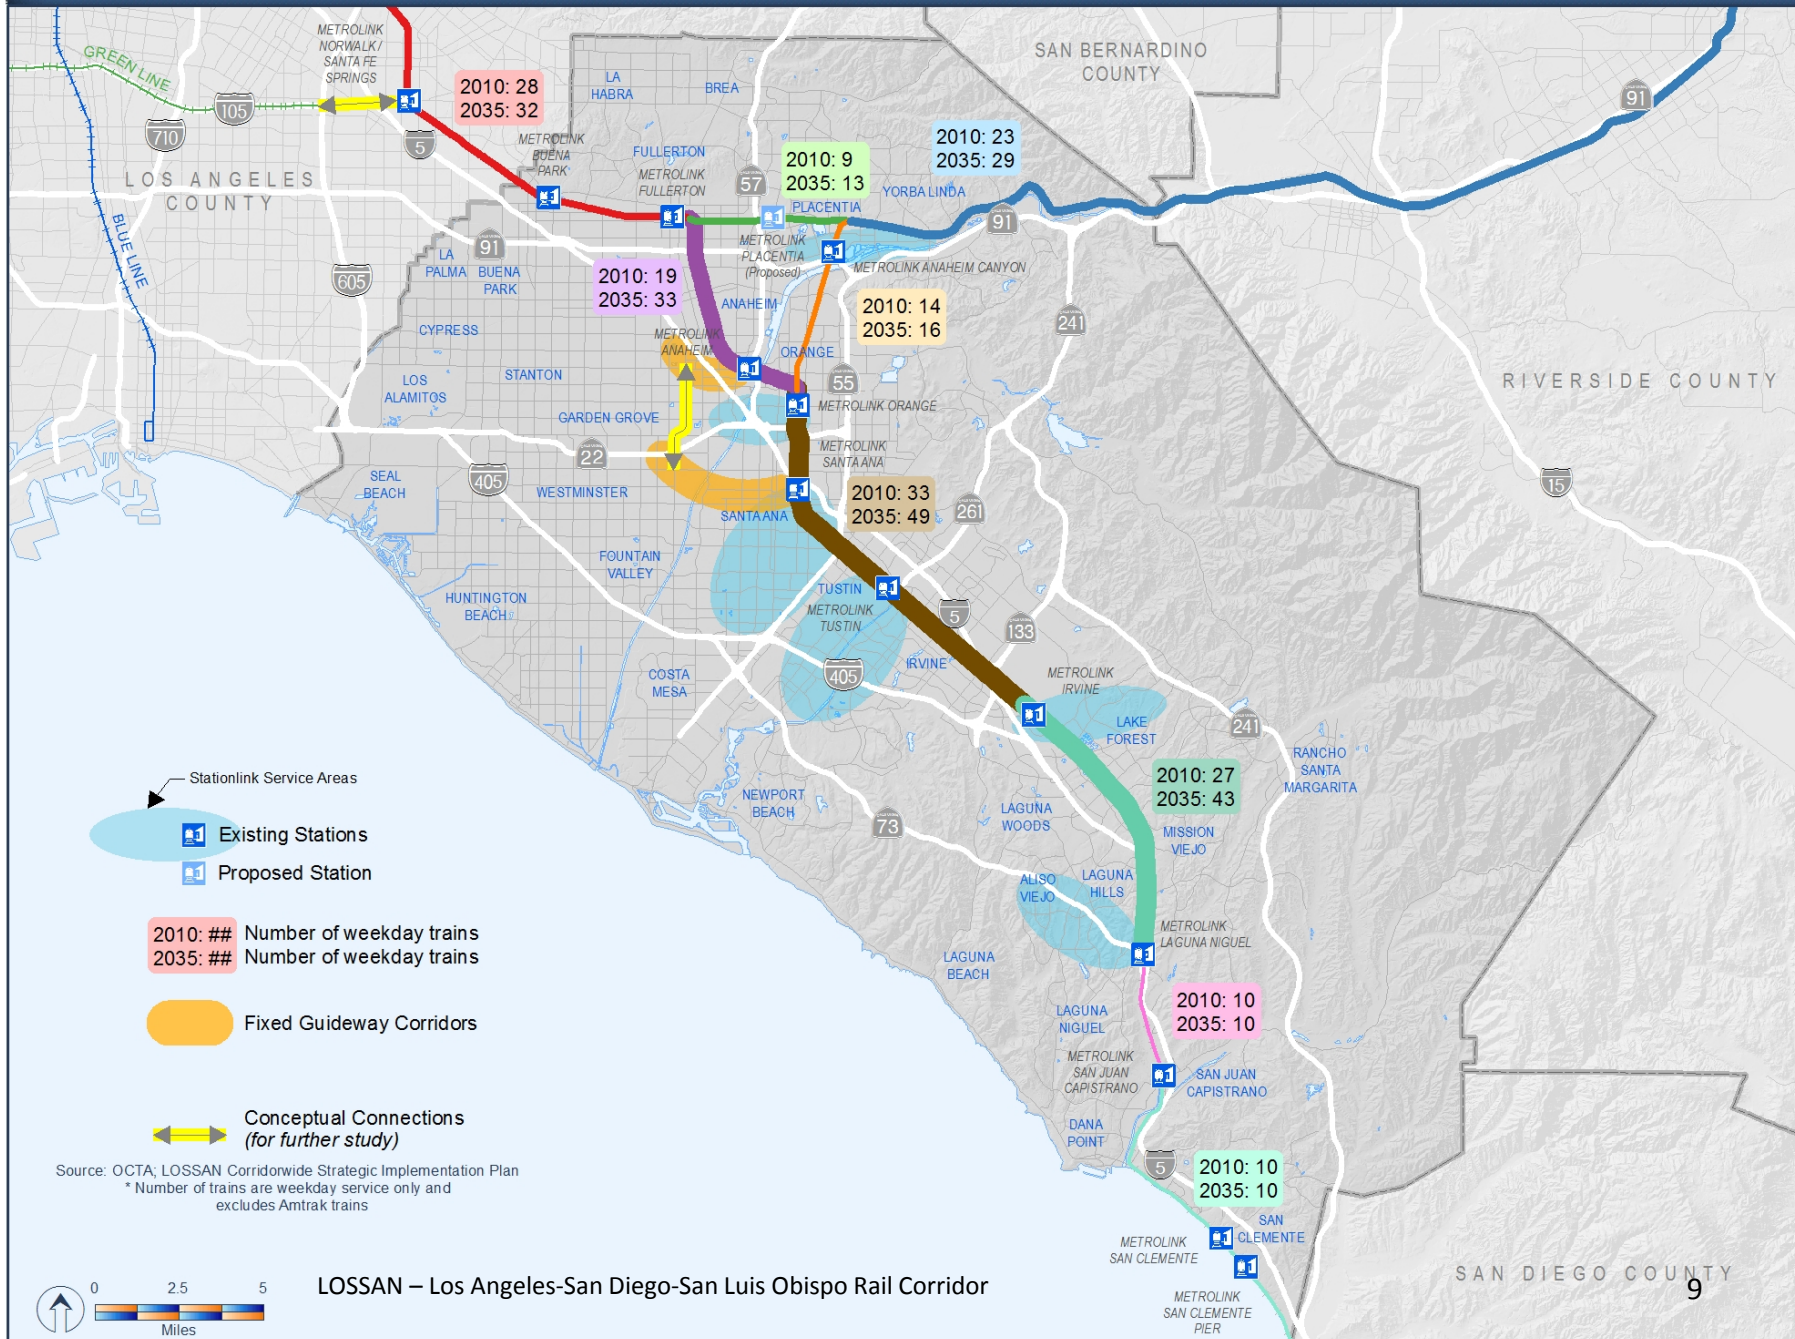 METROLINK
NORWALK/
SANTA FE
SPRINGS
GREEN LINE
105
710
5
2010: 28
2035: 32
LA
HABRA
BREA
SAN BERNARDINO
COUNTY
91
LOS ANGELES
COUNTY
METROLINK
BUENA
PARK
FULLERTON
METROLINK
FULLERTON
57
2010: 9
2035: 13
2010: 23
2035: 29
YORBA LINDA
PLACENTIA
91
BLUE LINE
605
91
LA
PALMA
BUENA
PARK
METROLINK
PLACENTIA
(Proposed)
METROLINK ANAHEIM CANYON
2010: 19
2035: 33
ANAHEIM
2010: 14
2035: 16
241
CYPRESS
METROLINK
ANAHEIM
ORANGE
55
STANTON
LOS
ALAMITOS
RIVERSIDE COUNTY
GARDEN GROVE
METROLINK ORANGE
22
METROLINK
SANTA ANA
SEAL
BEACH
405
WESTMINSTER
2010: 33
2035: 49
261
15
SANTA ANA
FOUNTAIN
VALLEY
HUNTINGTON
BEACH
TUSTIN
METROLINK
TUSTIN
5
133
COSTA
MESA
405
IRVINE
METROLINK
IRVINE
LAKE
FOREST
241
RANCHO
SANTA
MARGARITA
2010: 27
2035: 43
NEWPORT
BEACH
73
LAGUNA
WOODS
MISSION
VIEJO
ALISO
VIEJO
LAGUNA
HILLS
METROLINK
LAGUNA NIGUEL
LAGUNA
BEACH
2010: 10
2035: 10
LAGUNA
NIGUEL
METROLINK
SAN JUAN
CAPISTRANO
SAN JUAN
CAPISTRANO
DANA
POINT
5
2010: 10
2035: 10
SAN
CLEMENTE
METROLINK
SAN CLEMENTE
METROLINK
SAN CLEMENTE
PIER
SAN DIEGO COUNTY
9
Stationlink Service Areas
Existing Stations
Proposed Station
2010: ## Number of weekday trains
2035: ## Number of weekday trains
Fixed Guideway Corridors
Conceptual Connections
(for further study)
Source: OCTA; LOSSAN Corridorwide Strategic Implementation Plan
* Number of trains are weekday service only and
excludes Amtrak trains
0 2.5 5
Miles
LOSSAN – Los Angeles-San Diego-San Luis Obispo Rail Corridor